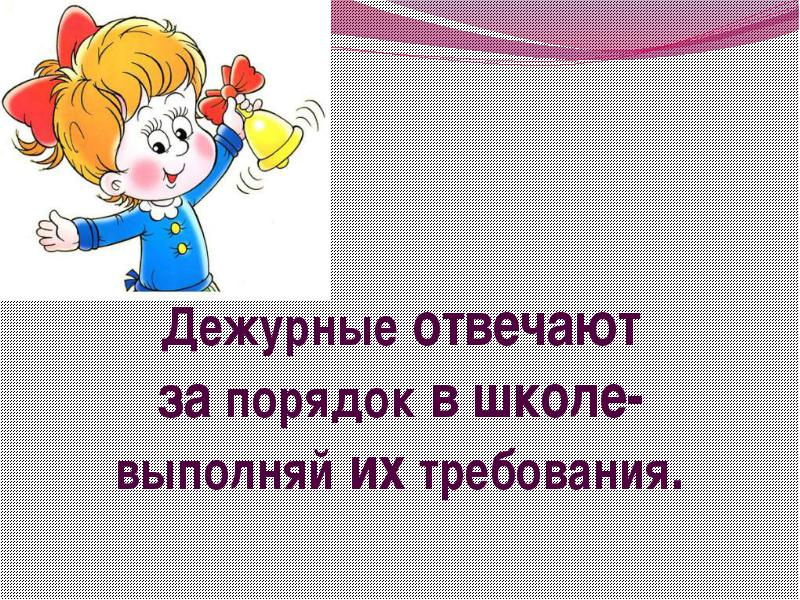 Дежурные отвечают
за порядок в школе-
выполняй их требования.